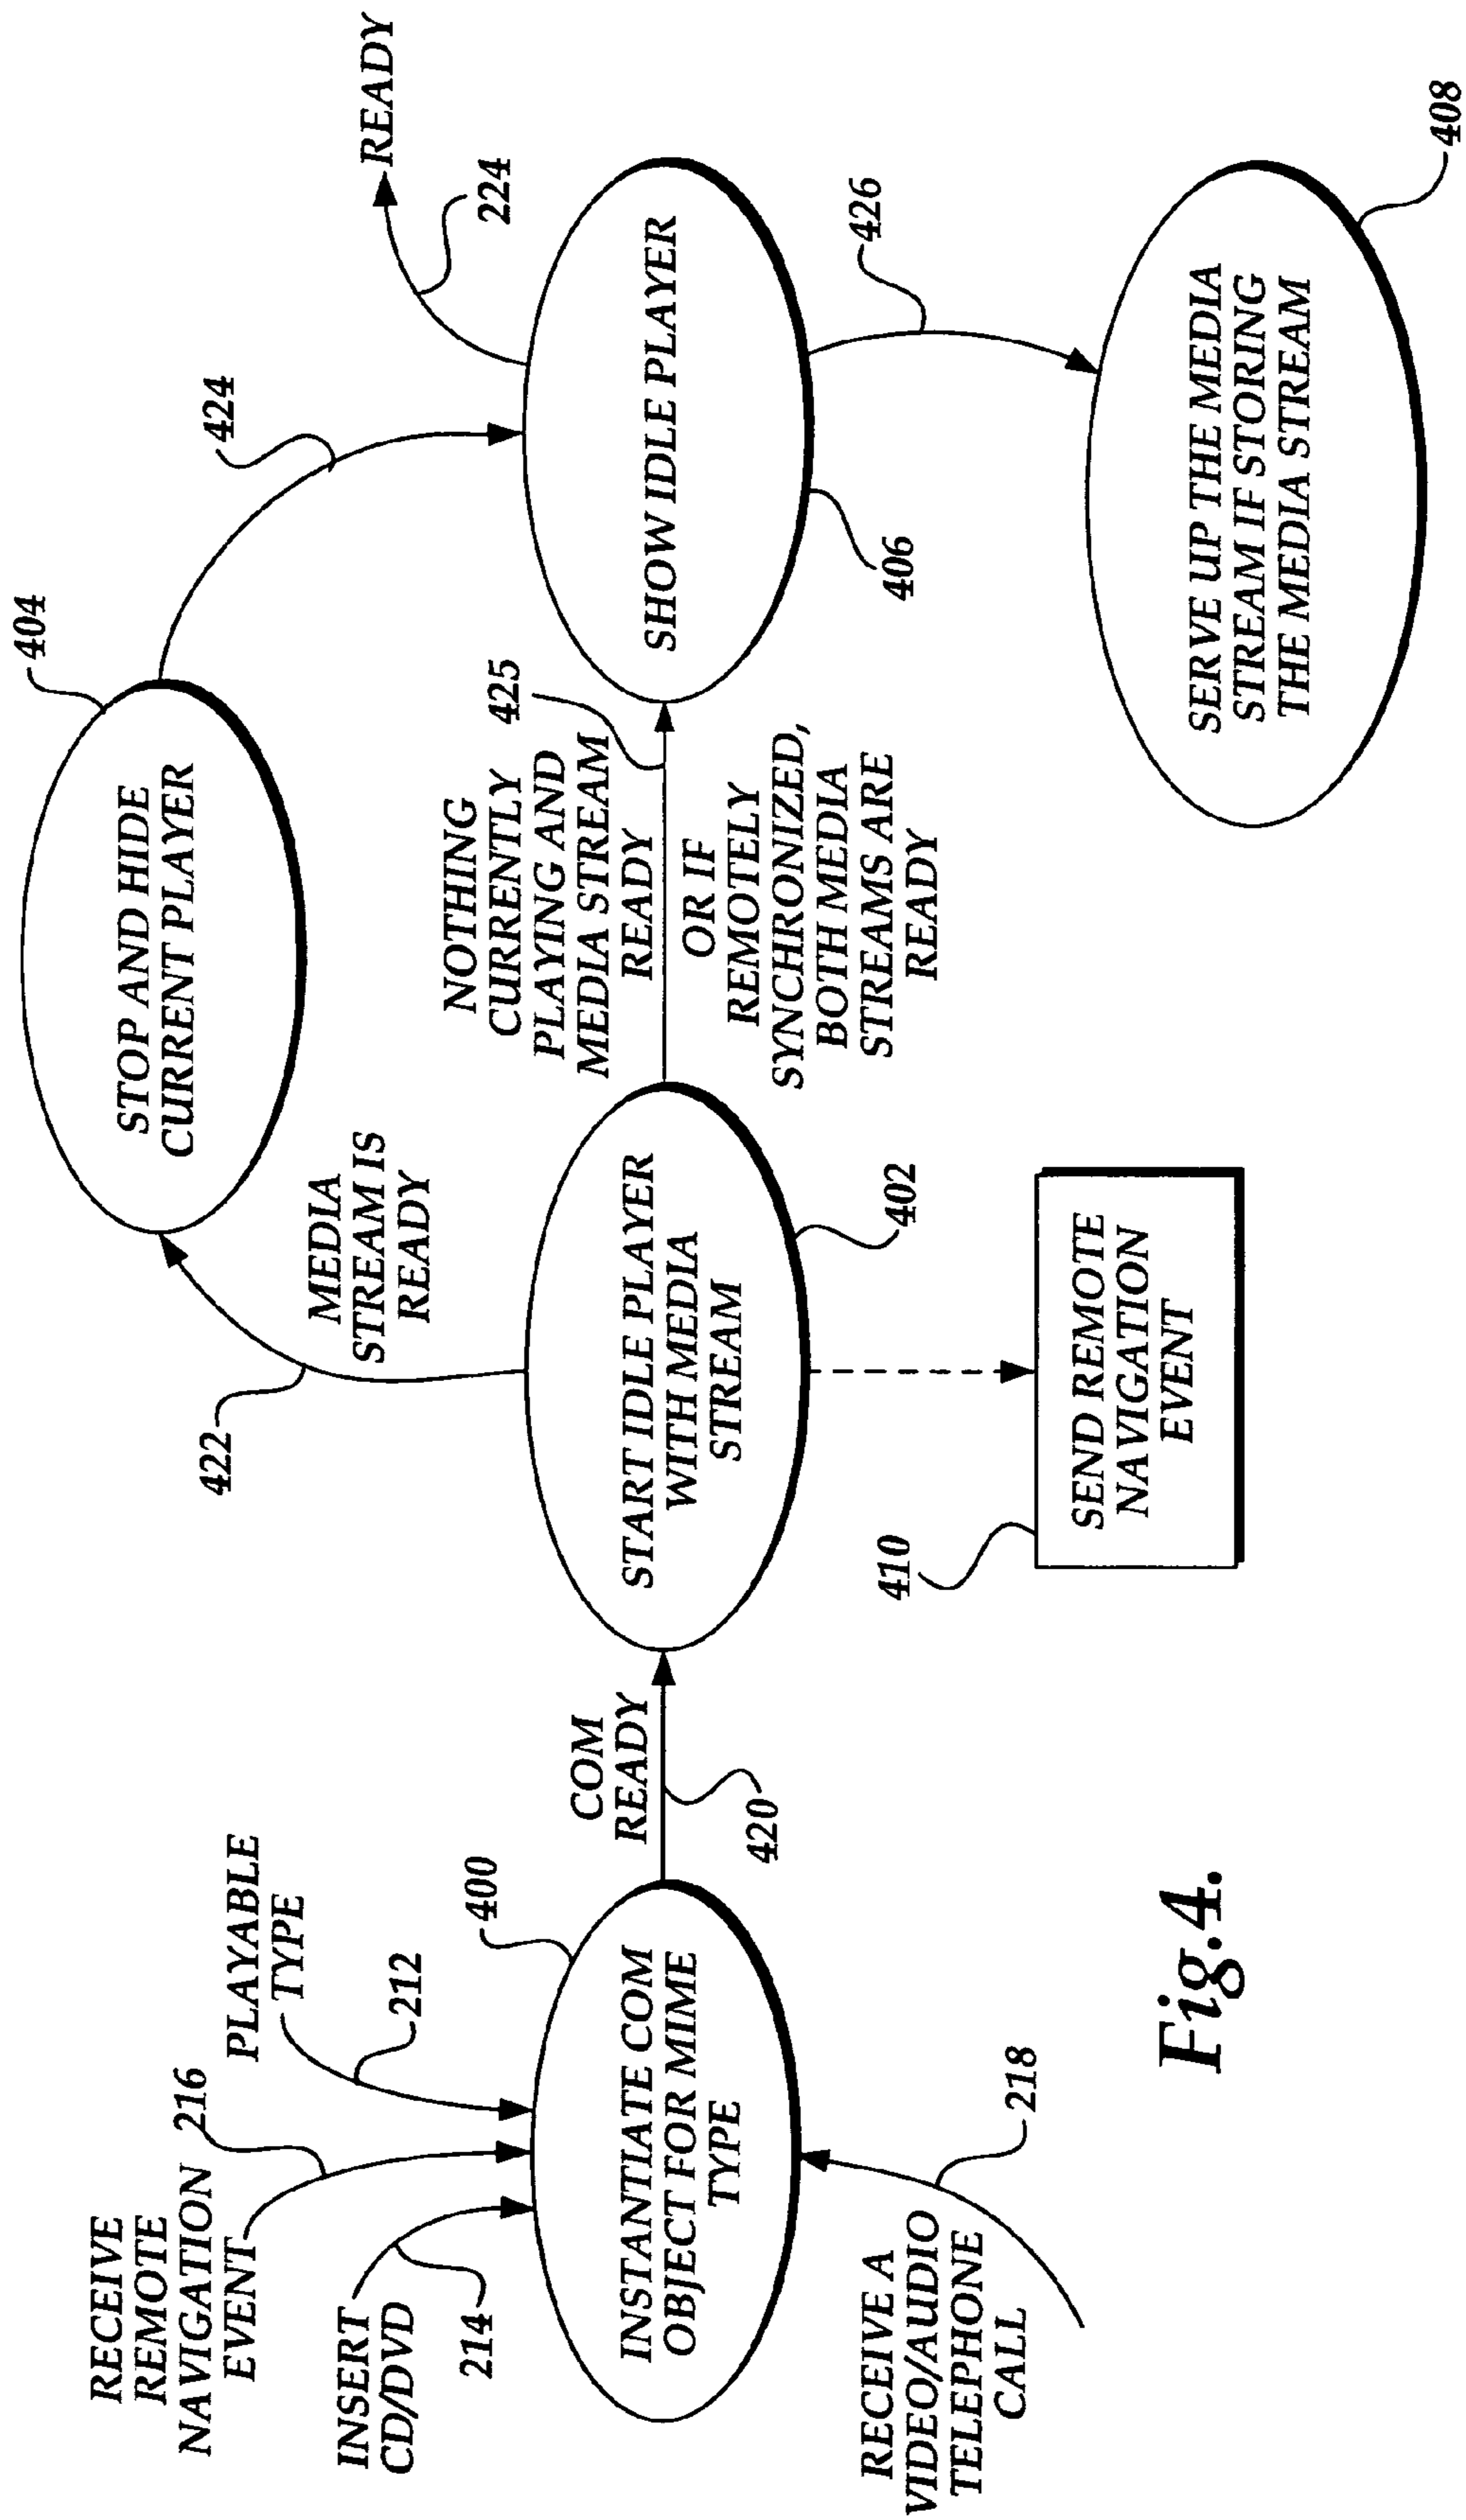 RECEIVE
REMOTE
NAVIGATION
EVENT
216
PLAYABLE
TYPE
212
INSERT
CD/DVD
214
400
INSTANTIATE COM
OBJECT FOR MIME
TYPE
RECEIVE A
VIDEO/AUDIO
TELEPHONE
CALL
218
COM
READY
420
422
MEDIA
STREAM IS
READY
START IDLE PLAYER
WITH MEDIA
STREAM
402
410
SEND REMOTE
NAVIGATION
EVENT
404
STOP AND HIDE
CURRENT PLAYER
424
NOTHING
CURRENTLY
PLAYING AND
MEDIA STREAM
READY
425
OR IF
REMOTELY
SYNCHRONIZED,
BOTH MEDIA
STREAMS ARE
READY
READY
224
SHOW IDLE PLAYER
406
426
SERVE UP THE MEDIA
STREAM IF STORING
THE MEDIA STREAM
408
Fig.4.